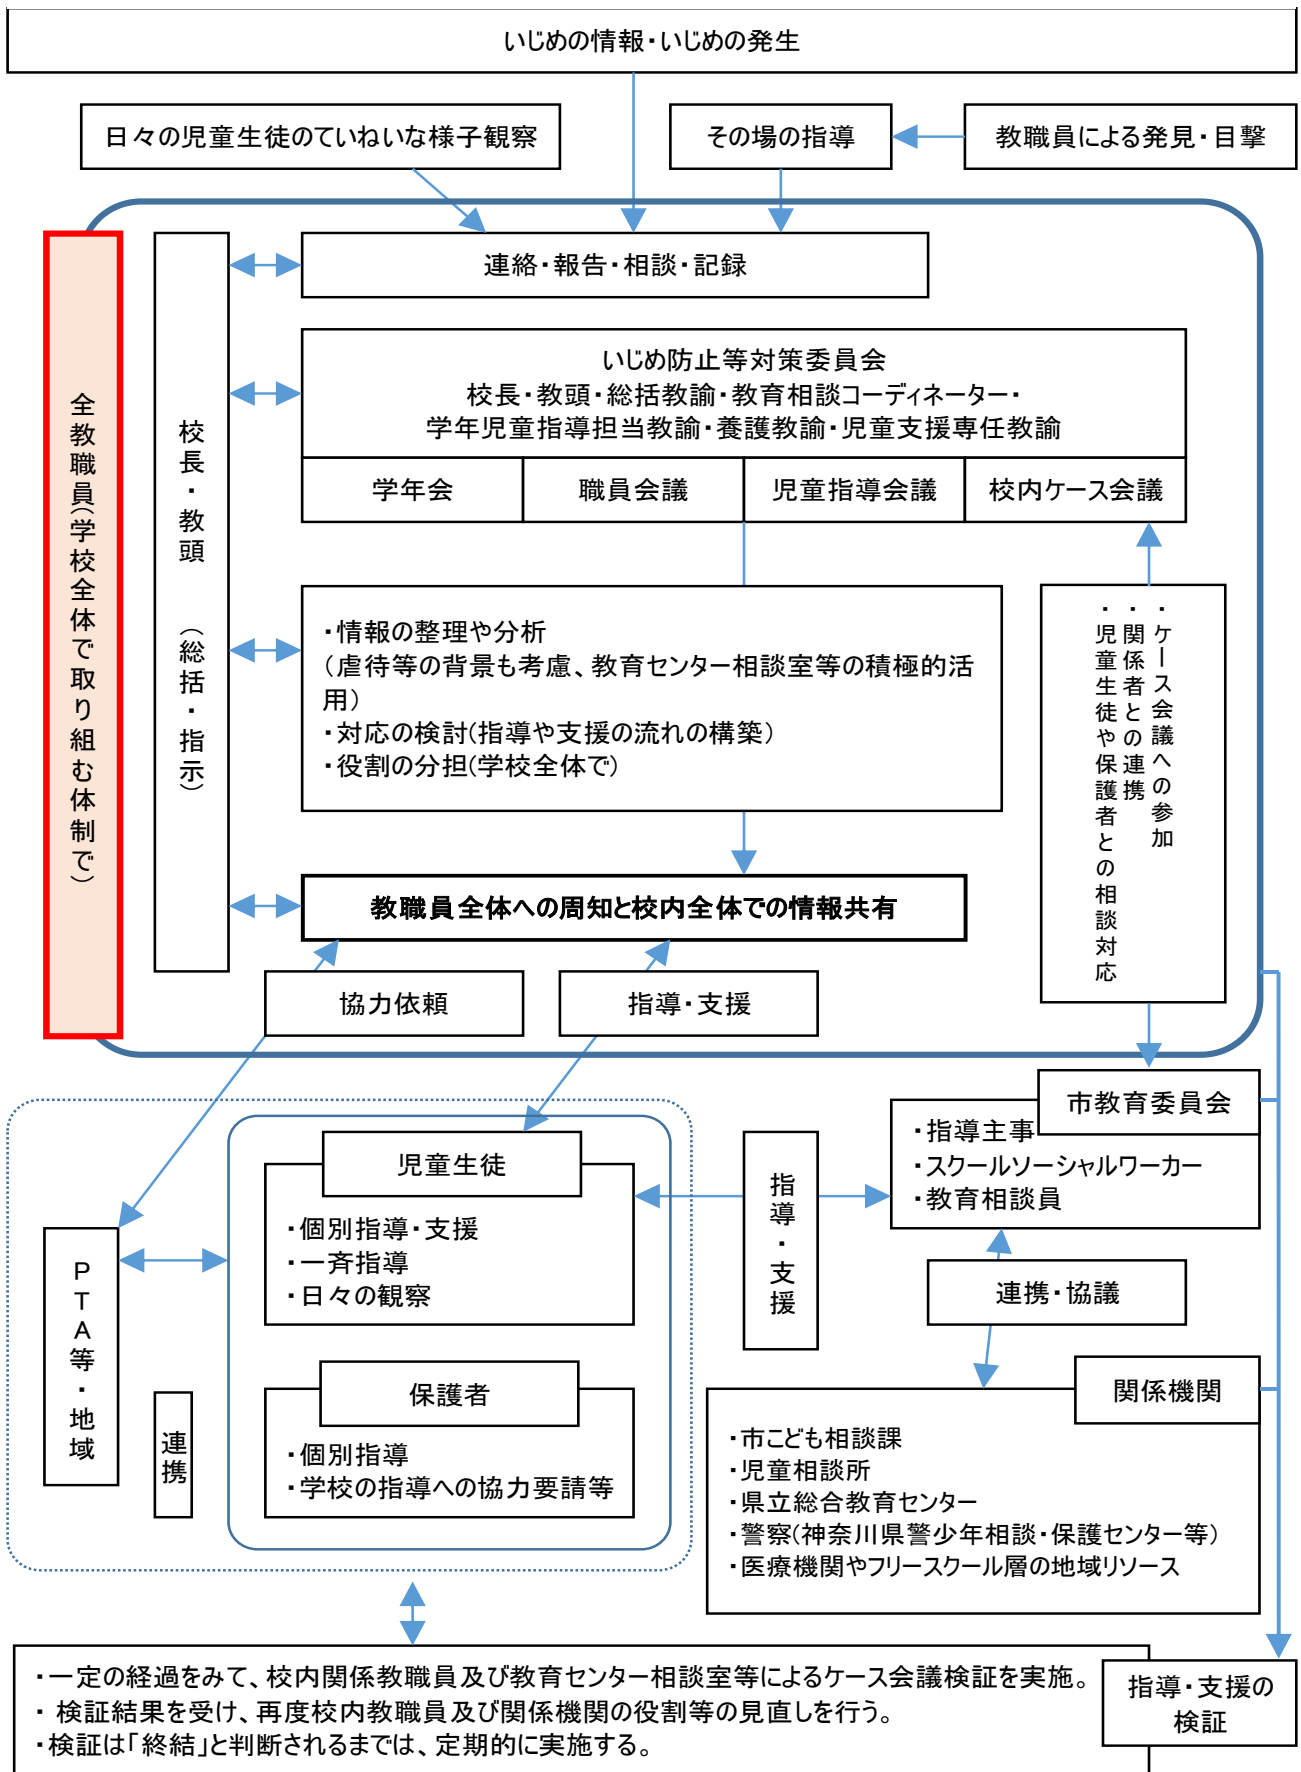 いじめの情報・いじめの発生
日々の児童生徒のていねいな様子観察
その場の指導
教職員による発見・目撃
全教職員(学校全体で取り組む体制で)
校長・教頭 (総括・指示)
連絡・報告・相談・記録
いじめ防止等対策委員会
校長・教頭・総括教諭・教育相談コーディネーター・
学年児童指導担当教諭・養護教諭・児童支援専任教諭
学年会
職員会議
児童指導会議
校内ケース会議
・情報の整理や分析
(虐待等の背景も考慮、教育センター相談室等の積極的活
用)
・対応の検討(指導や支援の流れの構築)
・役割の分担(学校全体で)
・ケース会議への参加
・関係者との連携
・児童生徒や保護者との相談対応
教職員全体への周知と校内全体での情報共有
協力依頼
指導・支援
市教育委員会
・指導主事
・スクールソーシャルワーカー
・教育相談員
児童生徒
・個別指導・支援
・一斉指導
・日々の観察
指導・支援
PTA等・地域
連携・協議
保護者
・個別指導
・学校の指導への協力要請等
連携
関係機関
・市こども相談課
・児童相談所
・県立総合教育センター
・警察(神奈川県警少年相談・保護センター等)
・医療機関やフリースクール層の地域リソース
・一定の経過をみて、校内関係教職員及び教育センター相談室等によるケース会議検証を実施。
・ 検証結果を受け、再度校内教職員及び関係機関の役割等の見直しを行う。
・検証は「終結」と判断されるまでは、定期的に実施する。
指導・支援の
検証